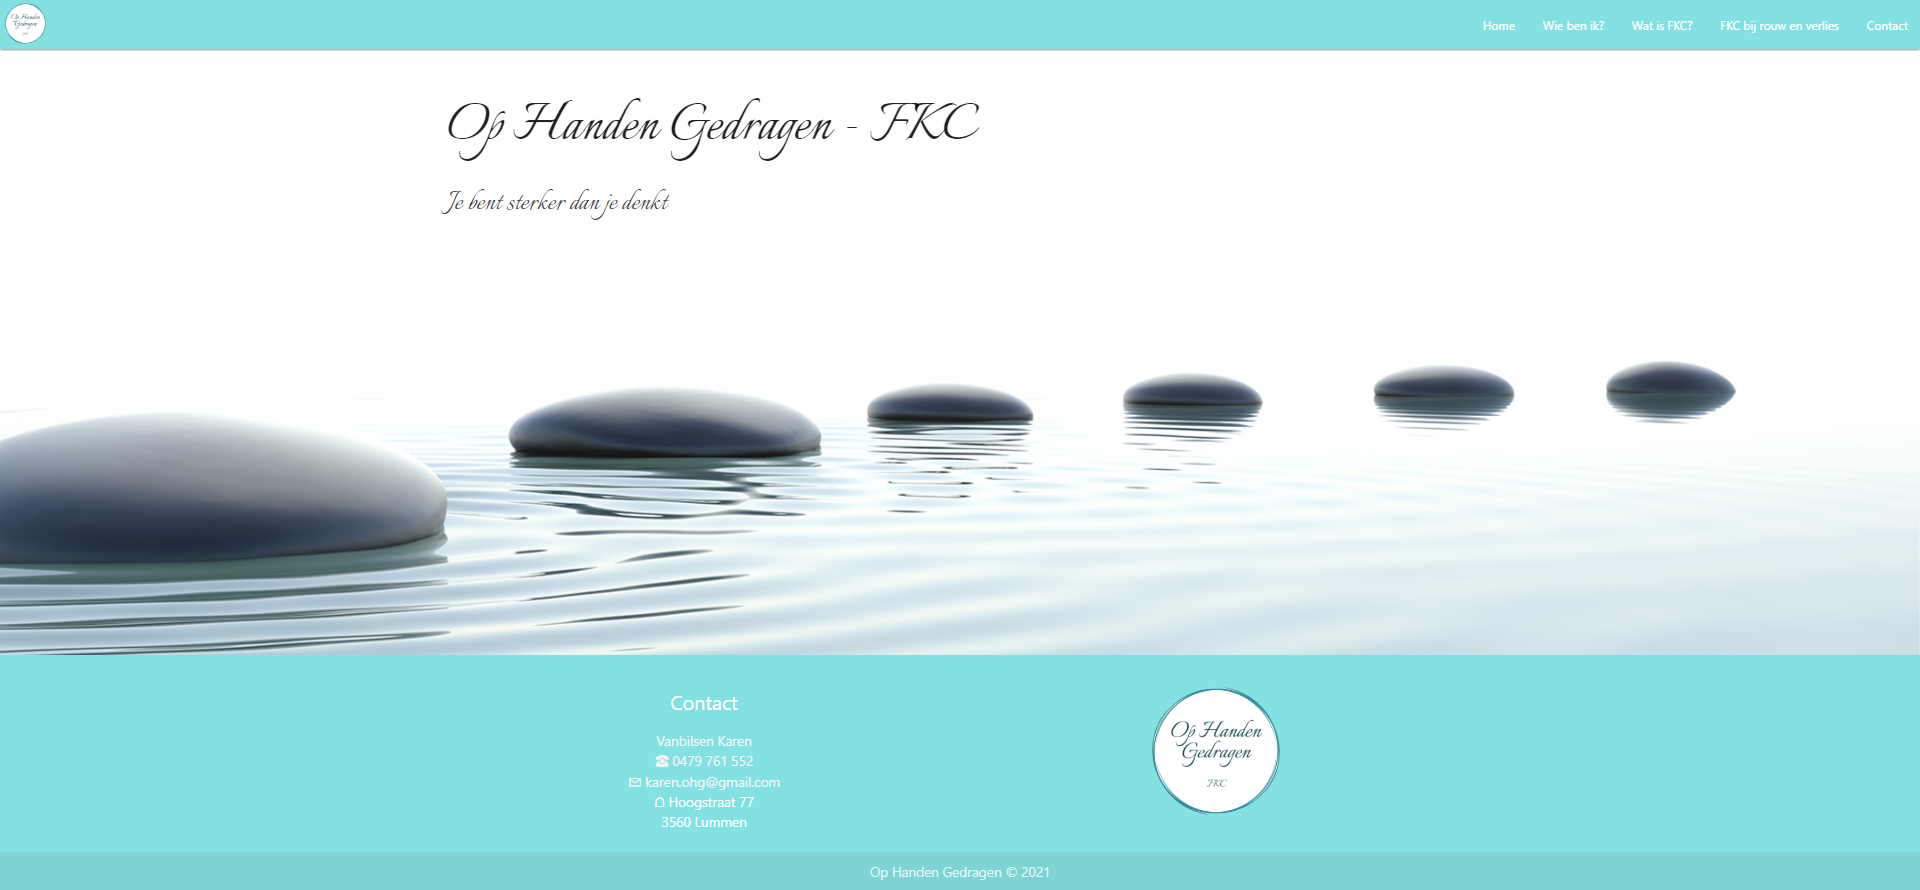 Op Handen
Gedragen
FKC
Home
Wie ben ik?
Wat is FKC?
FKC bij rouw en verlies
Contact
Op Handen Gedragen - FKC
Je bent sterker dan je denkt
Contact
Vanbilsen Karen
0479 761 552
karen.ohg@gmail.com
Hoogstraat 77
3560 Lummen
Op Handen
Gedragen
FKC
Op Handen Gedragen © 2021